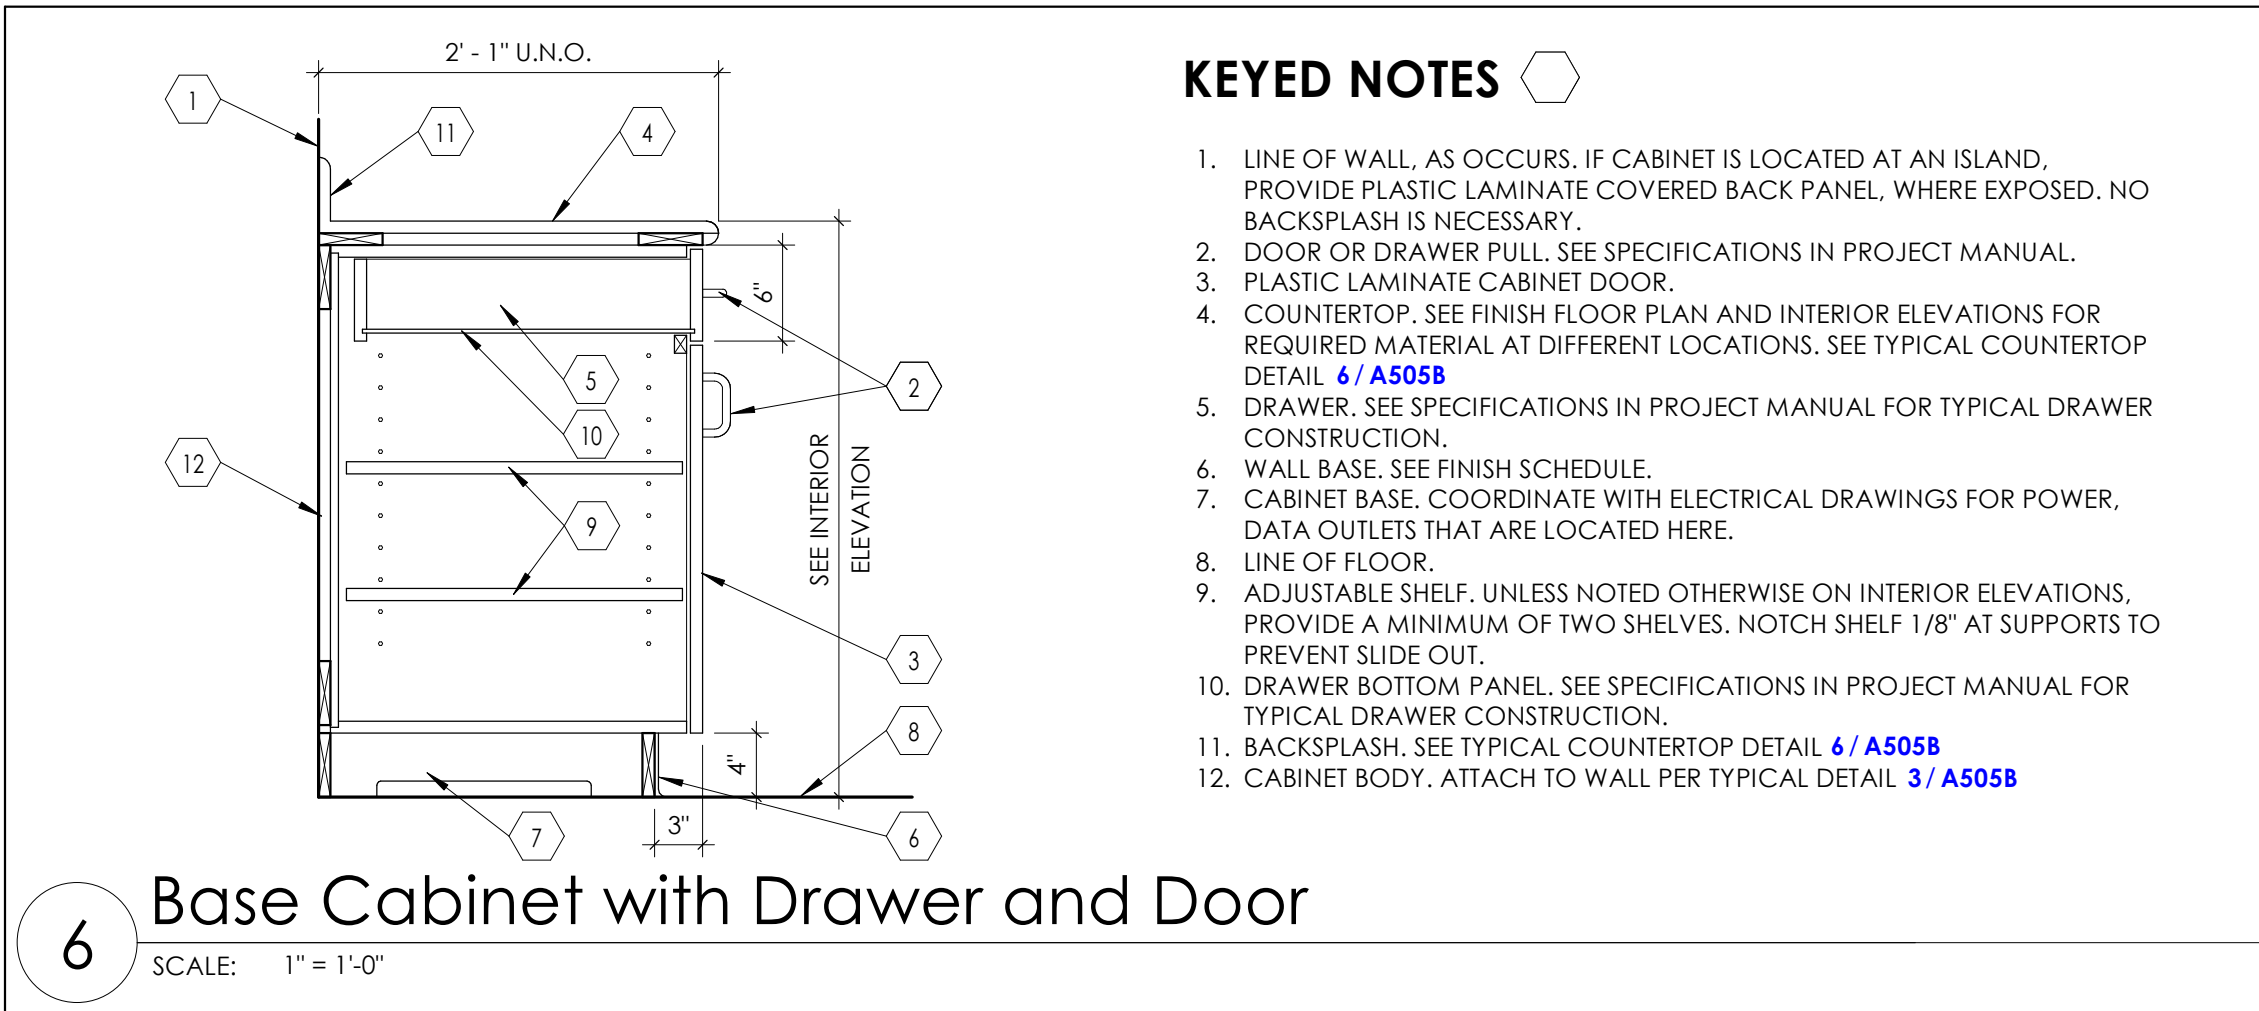 2' - 1" U.N.O.
1
11
4
6"
5
2
10
12
SEE INTERIOR
ELEVATION
9
3
8
4"
3"
7
6
KEYED NOTES
1. LINE OF WALL, AS OCCURS. IF CABINET IS LOCATED AT AN ISLAND,
PROVIDE PLASTIC LAMINATE COVERED BACK PANEL, WHERE EXPOSED. NO
BACKSPLASH IS NECESSARY.
2. DOOR OR DRAWER PULL. SEE SPECIFICATIONS IN PROJECT MANUAL.
3. PLASTIC LAMINATE CABINET DOOR.
4. COUNTERTOP. SEE FINISH FLOOR PLAN AND INTERIOR ELEVATIONS FOR
REQUIRED MATERIAL AT DIFFERENT LOCATIONS. SEE TYPICAL COUNTERTOP
DETAIL 6 / A505B
5. DRAWER. SEE SPECIFICATIONS IN PROJECT MANUAL FOR TYPICAL DRAWER
CONSTRUCTION.
6. WALL BASE. SEE FINISH SCHEDULE.
7. CABINET BASE. COORDINATE WITH ELECTRICAL DRAWINGS FOR POWER,
DATA OUTLETS THAT ARE LOCATED HERE.
8. LINE OF FLOOR.
9. ADJUSTABLE SHELF. UNLESS NOTED OTHERWISE ON INTERIOR ELEVATIONS,
PROVIDE A MINIMUM OF TWO SHELVES. NOTCH SHELF 1/8" AT SUPPORTS TO
PREVENT SLIDE OUT.
10. DRAWER BOTTOM PANEL. SEE SPECIFICATIONS IN PROJECT MANUAL FOR
TYPICAL DRAWER CONSTRUCTION.
11. BACKSPLASH. SEE TYPICAL COUNTERTOP DETAIL 6 / A505B
12. CABINET BODY. ATTACH TO WALL PER TYPICAL DETAIL 3 / A505B
6
Base Cabinet with Drawer and Door
SCALE: 1" = 1'-0"